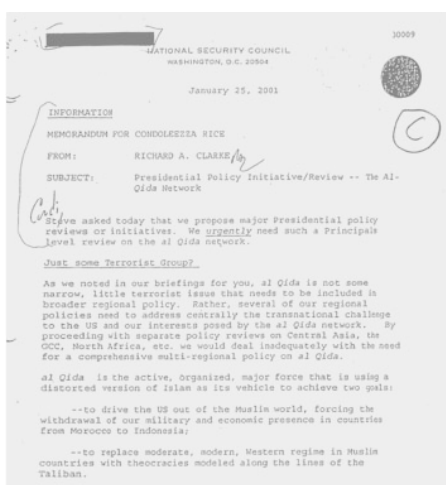 10009
NATIONAL SECURITY COUNCIL
WASHINGTON, D.C. 20504
January 25, 2001
INFORMATION
C
MEMORANDUM FOR CONDOLEEZZA RICE
FROM: RICHARD A. CLARKE
SUBJECT: Presidential Policy Initiative/Review -- The Al-
Qida Network
Condi
Steve asked today that we propose major Presidential policy
reviews or initiatives. We urgently need such a Principals
level review on the al Qida network.
Just some Terrorist Group?
As we noted in our briefings for you, al Qida is not some
narrow, little terrorist issue that needs to be included in
broader regional policy. Rather, several of our regional
policies need to address centrally the transnational challenge
to the US and our interests posed by the al Qida network. By
proceeding with separate policy reviews on Central Asia, the
GCC, North Africa, etc. we would deal inadequately with the need
for a comprehensive multi-regional policy on al Qida.
al Qida is the active, organized, major force that is using a
distorted version of Islam as its vehicle to achieve two goals:
--to drive the US out of the Muslim world, forcing the
withdrawal of our military and economic presence in countries
from Morocco to Indonesia;
--to replace moderate, modern, Western regime in Muslim
countries with theocracies modeled along the lines of the
Taliban.